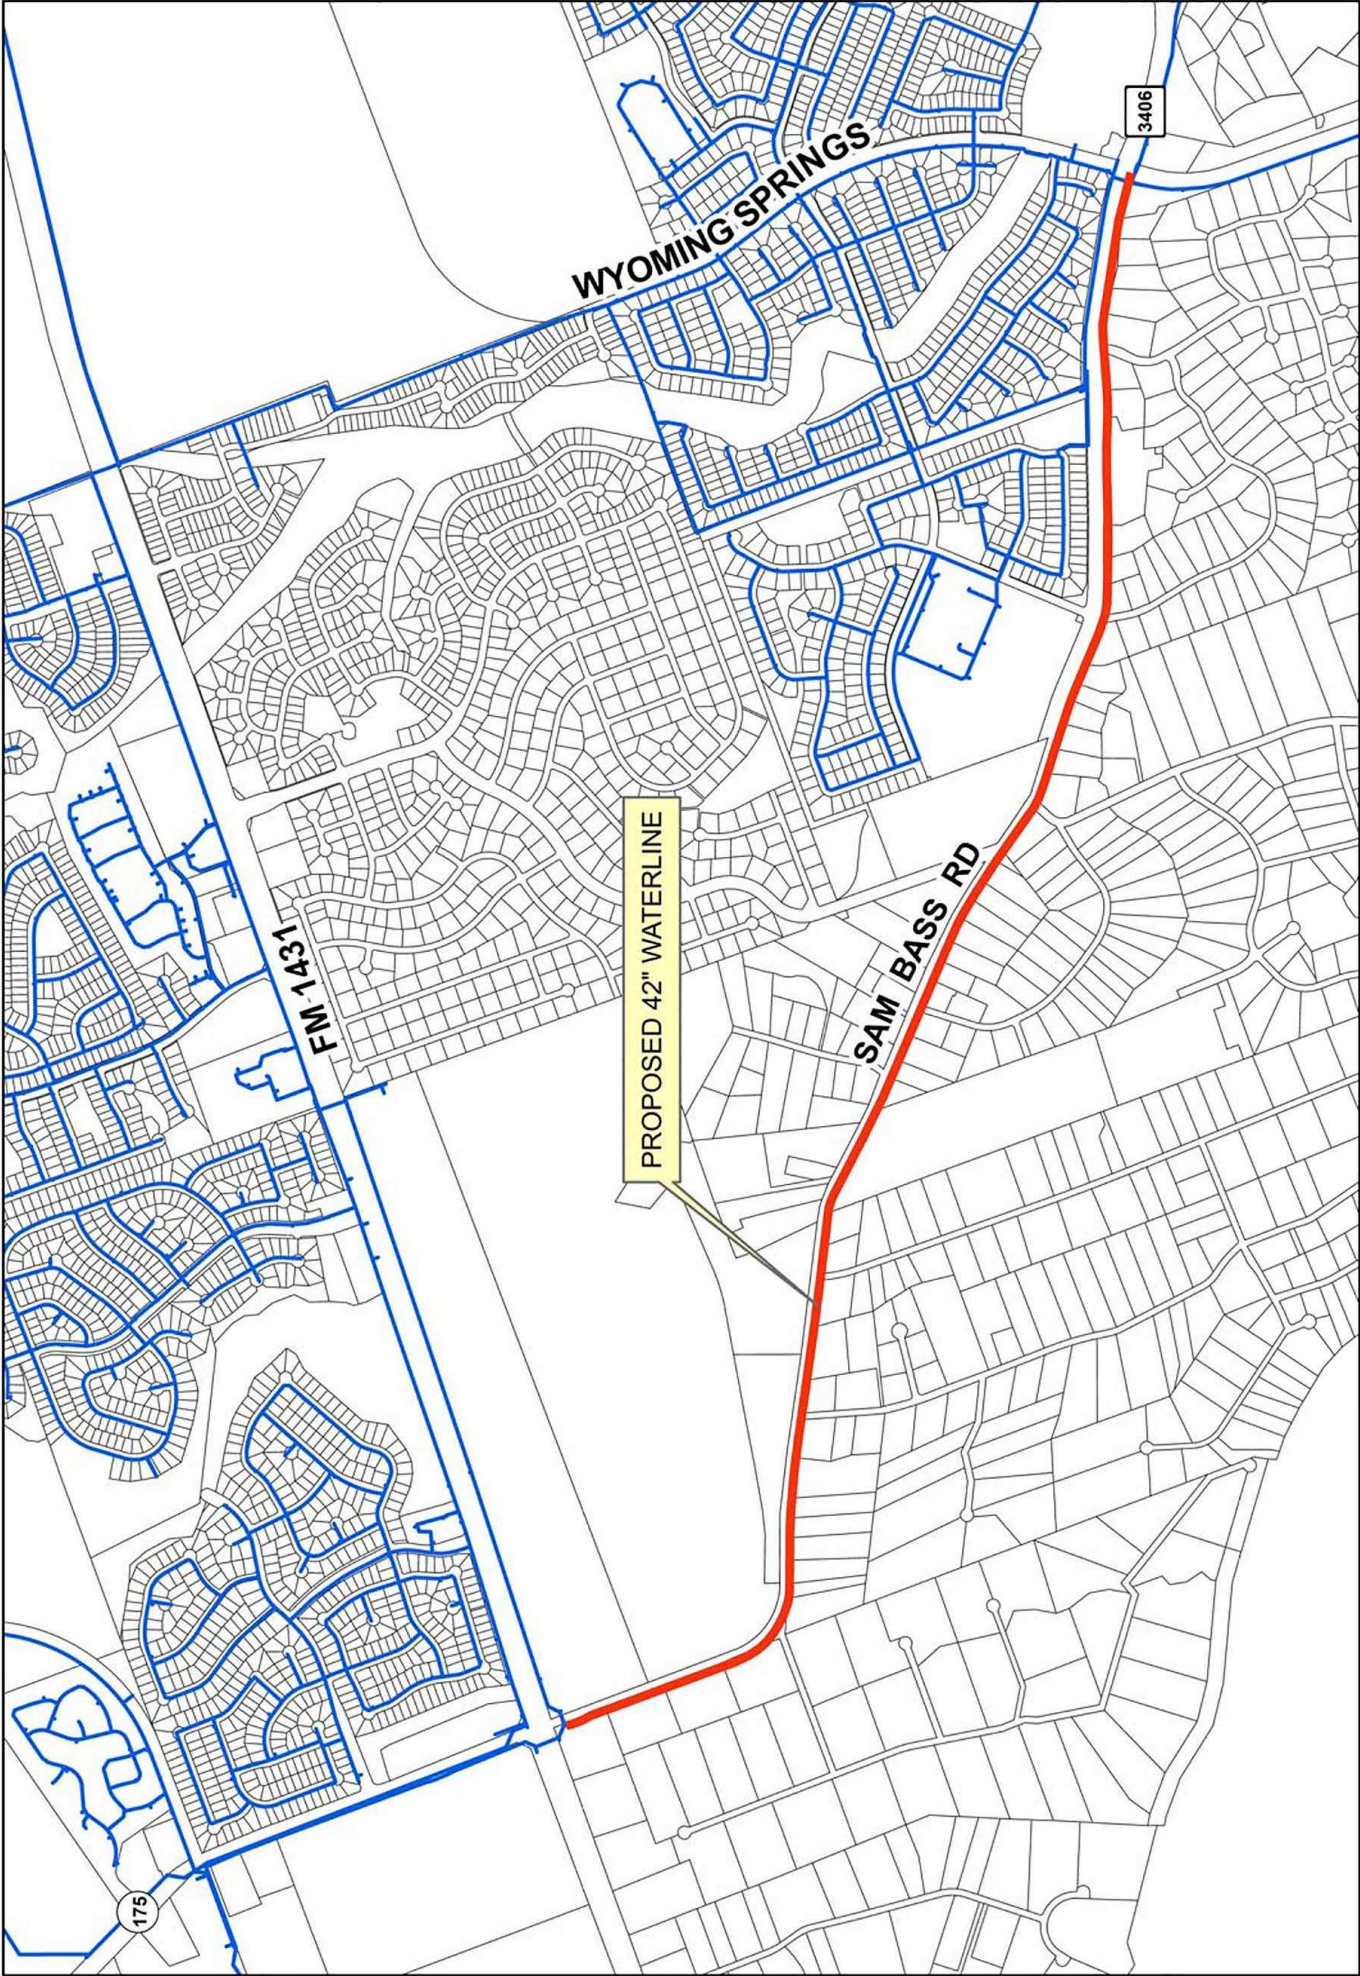 WYOMING SPRINGS
3406
FM 1431
PROPOSED 42" WATERLINE
SAM BASS RD
175